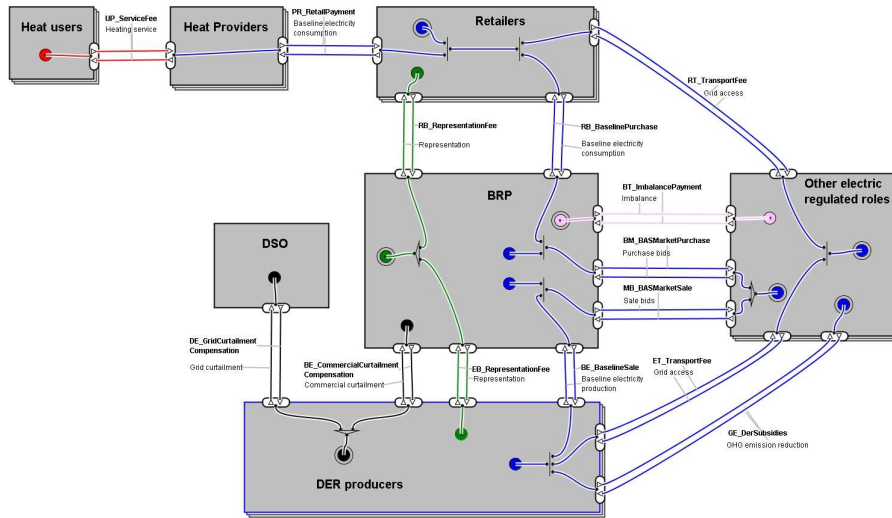 Heat users
UP_ServiceFee
Heating service
Heat Providers
PR_RetailPayment
Baseline electricity
consumption
Retailers
RT_TransportFee
Grid access
RB_RepresentationFee
Representation
RB_BaselinePurchase
Baseline electricity
consumption
BRP
BT_ImbalancePayment
Imbalance
Other electric
regulated roles
DSO
BM_BASMarketPurchase
Purchase bids
MB_BASMarketSale
Sale bids
DE_GridCurtailment
Compensation
Grid curtailment
BE_CommercialCurtailment
Compensation
Commercial curtailment
EB_RepresentationFee
Representation
BE_BaselineSale
Baseline electricity
production
ET_TransportFee
Grid access
GE_DerSubsidies
GHG emission reduction
DER producers